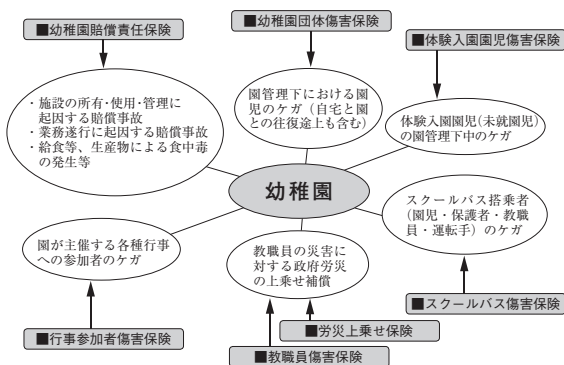 ■幼稚園賠償責任保険
■幼稚園団体傷害保険
■体験入園園児傷害保険
・施設の所有・使用・管理に
起因する賠償事故
・業務遂行に起因する賠償事故
・給食等、生産物による食中毒
の発生等
園管理下における園
児のケガ（自宅と園
との往復途上も含む）
体験入園園児（未就園児）
の園管理下中のケガ
幼稚園
園が主催する各種行事
への参加者のケガ
教職員の災害に
対する政府労災
の上乗せ補償
スクールバス搭乗者
（園児・保護者・教職
員・運転手）のケガ
■行事参加者傷害保険
■教職員傷害保険
■労災上乗せ保険
■スクールバス傷害保険